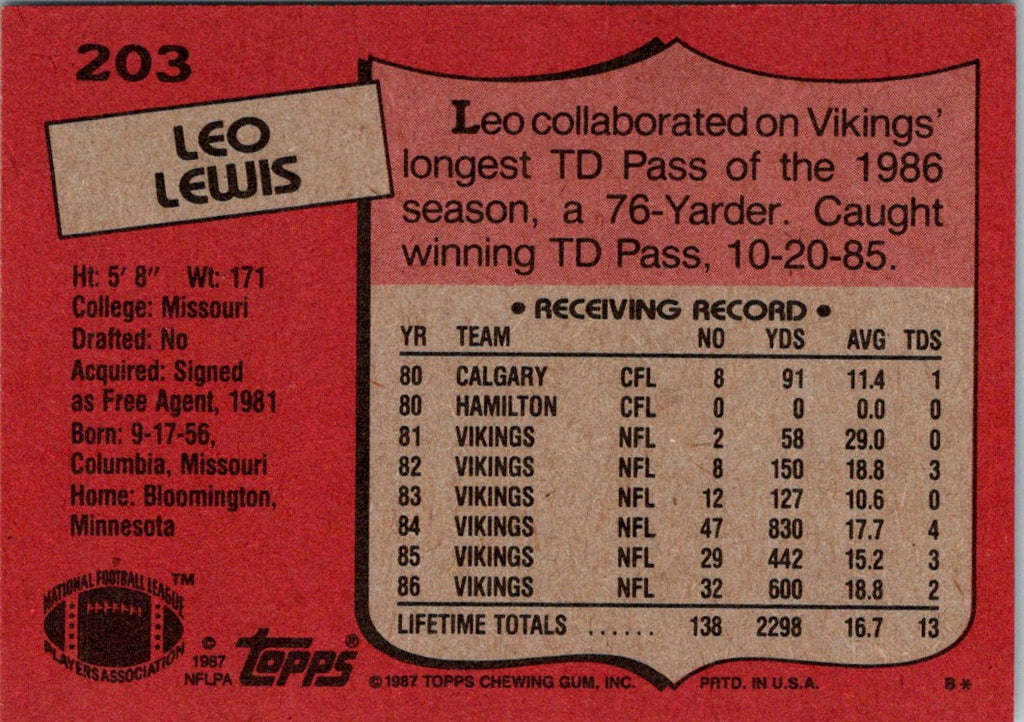 203
LEO
LEWIS
Ht: 5' 8" Wt: 171
College: Missouri
Drafted: No
Acquired: Signed
as Free Agent, 1981
Born: 9-17-56,
Columbia, Missouri
Home: Bloomington,
Minnesota
NATIONAL FOOTBALL LEAGUE ™
PLAYERS ASSOCIATION
©
1987
NFLPA
Topps®
Leo collaborated on Vikings'
longest TD Pass of the 1986
season, a 76-Yarder. Caught
winning TD Pass, 10-20-85.
• RECEIVING RECORD •
YR TEAM NO YDS AVG TDS
80 CALGARY CFL 8 91 11.4 1
80 HAMILTON CFL 0 0 0.0 0
81 VIKINGS NFL 2 58 29.0 0
82 VIKINGS NFL 8 150 18.8 3
83 VIKINGS NFL 12 127 10.6 0
84 VIKINGS NFL 47 830 17.7 4
85 VIKINGS NFL 29 442 15.2 3
86 VIKINGS NFL 32 600 18.8 2
LIFETIME TOTALS ...... 138 2298 16.7 13
© 1987 TOPPS CHEWING GUM, INC. PRTD. IN U.S.A. B*